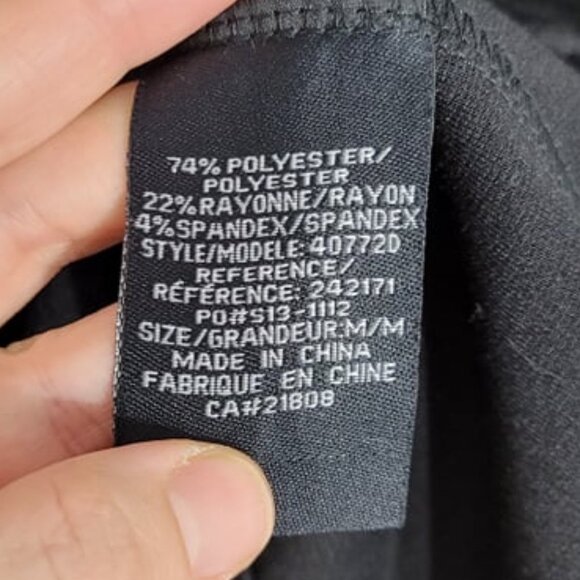 74% POLYESTER/
POLYESTER
22%RAYONNE/RAYON
4%SPANDEX/SPANDEX
STYLE/MODELE: 40772D
REFERENCE/
RÉFÉRENCE: 242171
PO#S13-1112
SIZE/GRANDEUR:M/M
MADE IN CHINA
FABRIQUE EN CHINE
CA#21808